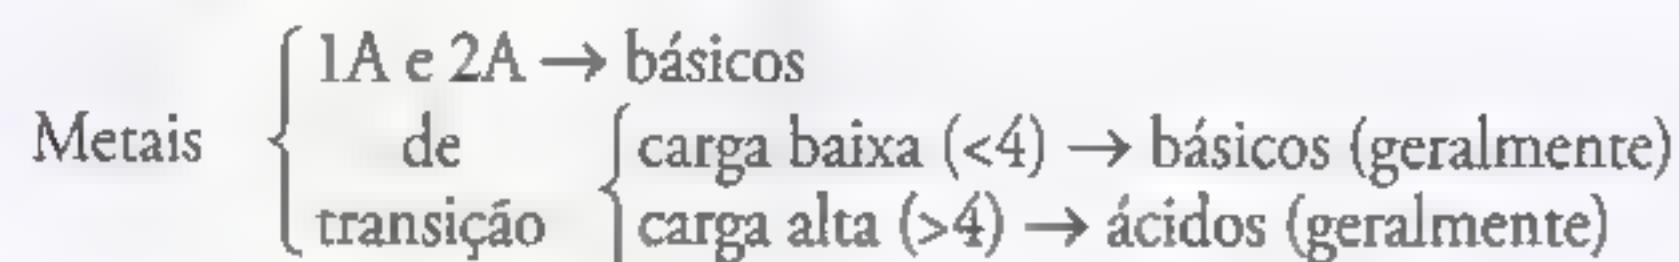 1A e 2A → básicos
Metais de carga baixa (<4) → básicos (geralmente)
transição carga alta (>4) → ácidos (geralmente)